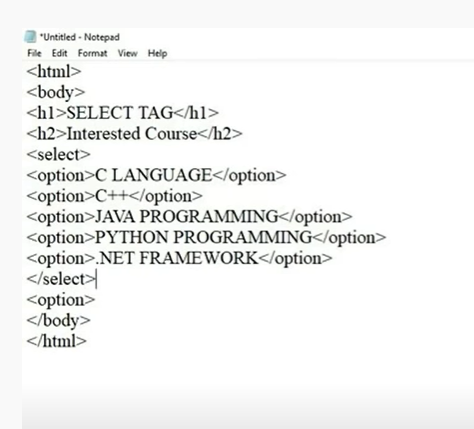 *Untitled - Notepad
File Edit Format View Help
<html>
<body>
<h1>SELECT TAG</h1>
<h2>Interested Course</h2>
<select>
<option>C LANGUAGE</option>
<option>C++</option>
<option>JAVA PROGRAMMING</option>
<option>PYTHON PROGRAMMING</option>
<option>.NET FRAMEWORK</option>
</select>
<option>
</body>
</html>